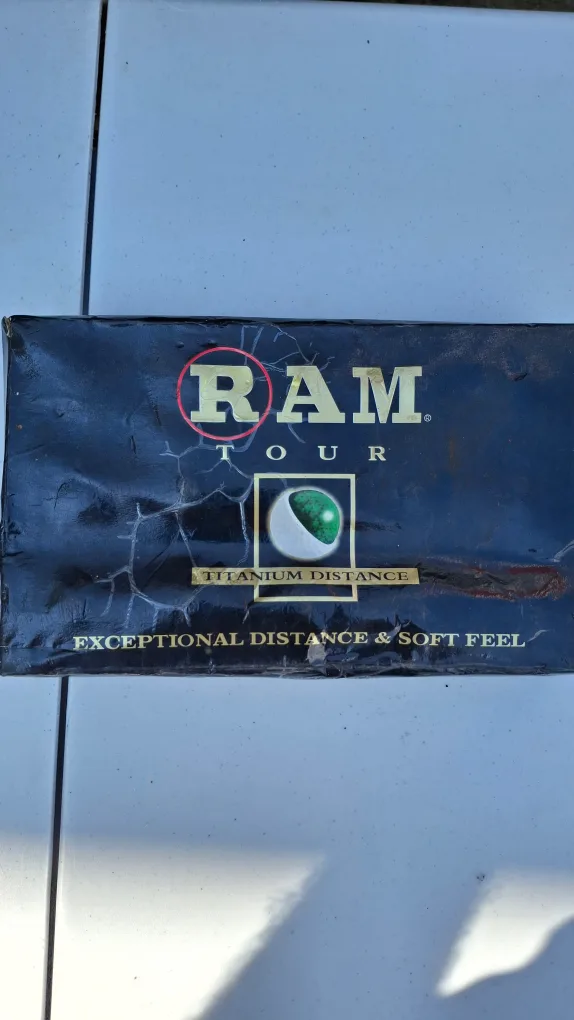 RAM®
TOUR
TITANIUM DISTANCE
EXCEPTIONAL DISTANCE & SOFT FEEL